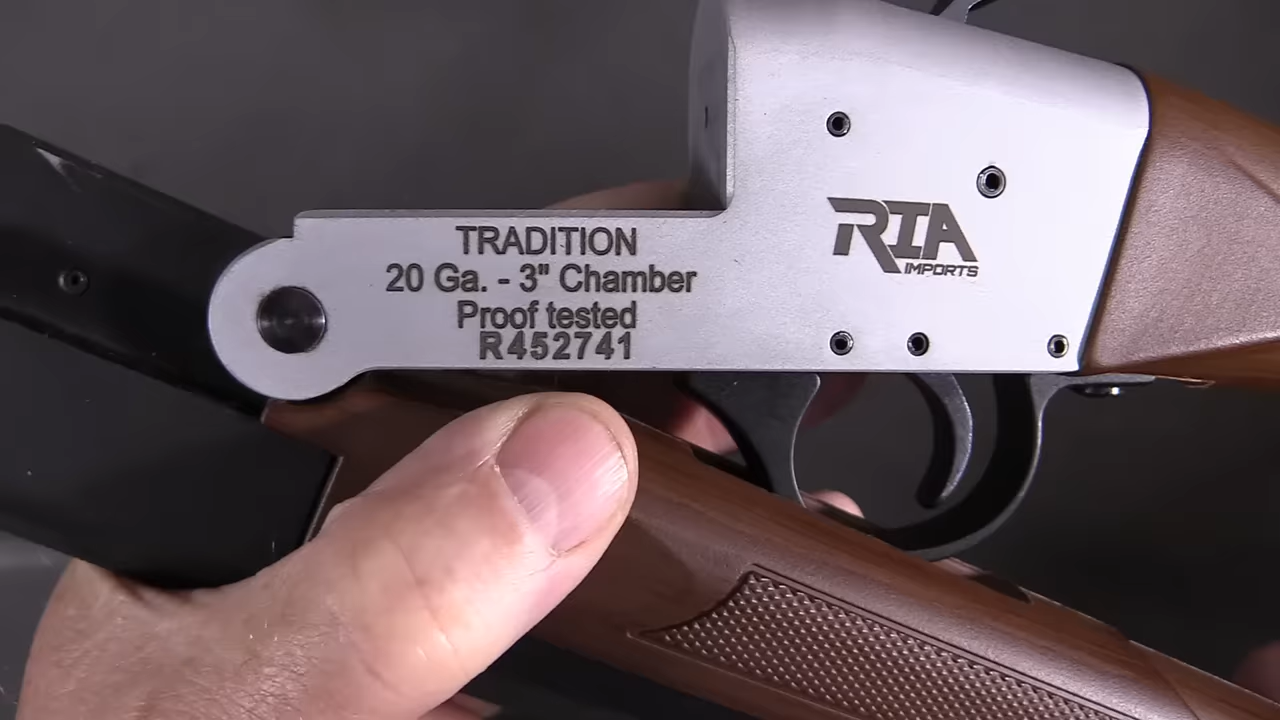 TRADITION
20 Ga. - 3" Chamber
Proof tested
R452741
RIA
IMPORTS